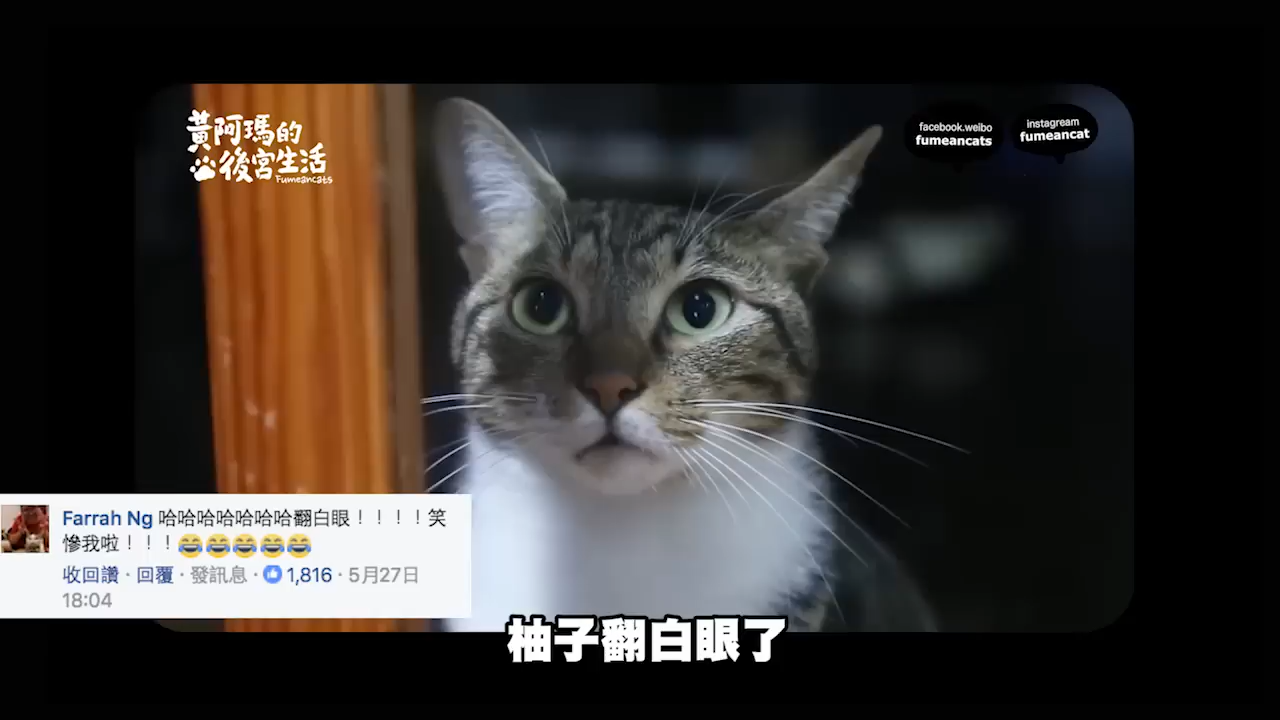 黃阿瑪的
後宮生活
Fumeancats
facebook.weibo
fumeancats
instagream
fumeancat
Farrah Ng 哈哈哈哈哈哈哈翻白眼！！！！笑
慘我啦！！！😂😂😂😂😂
收回讚 · 回覆 · 發訊息 · 1,816 · 5月27日
18:04
柚子翻白眼了